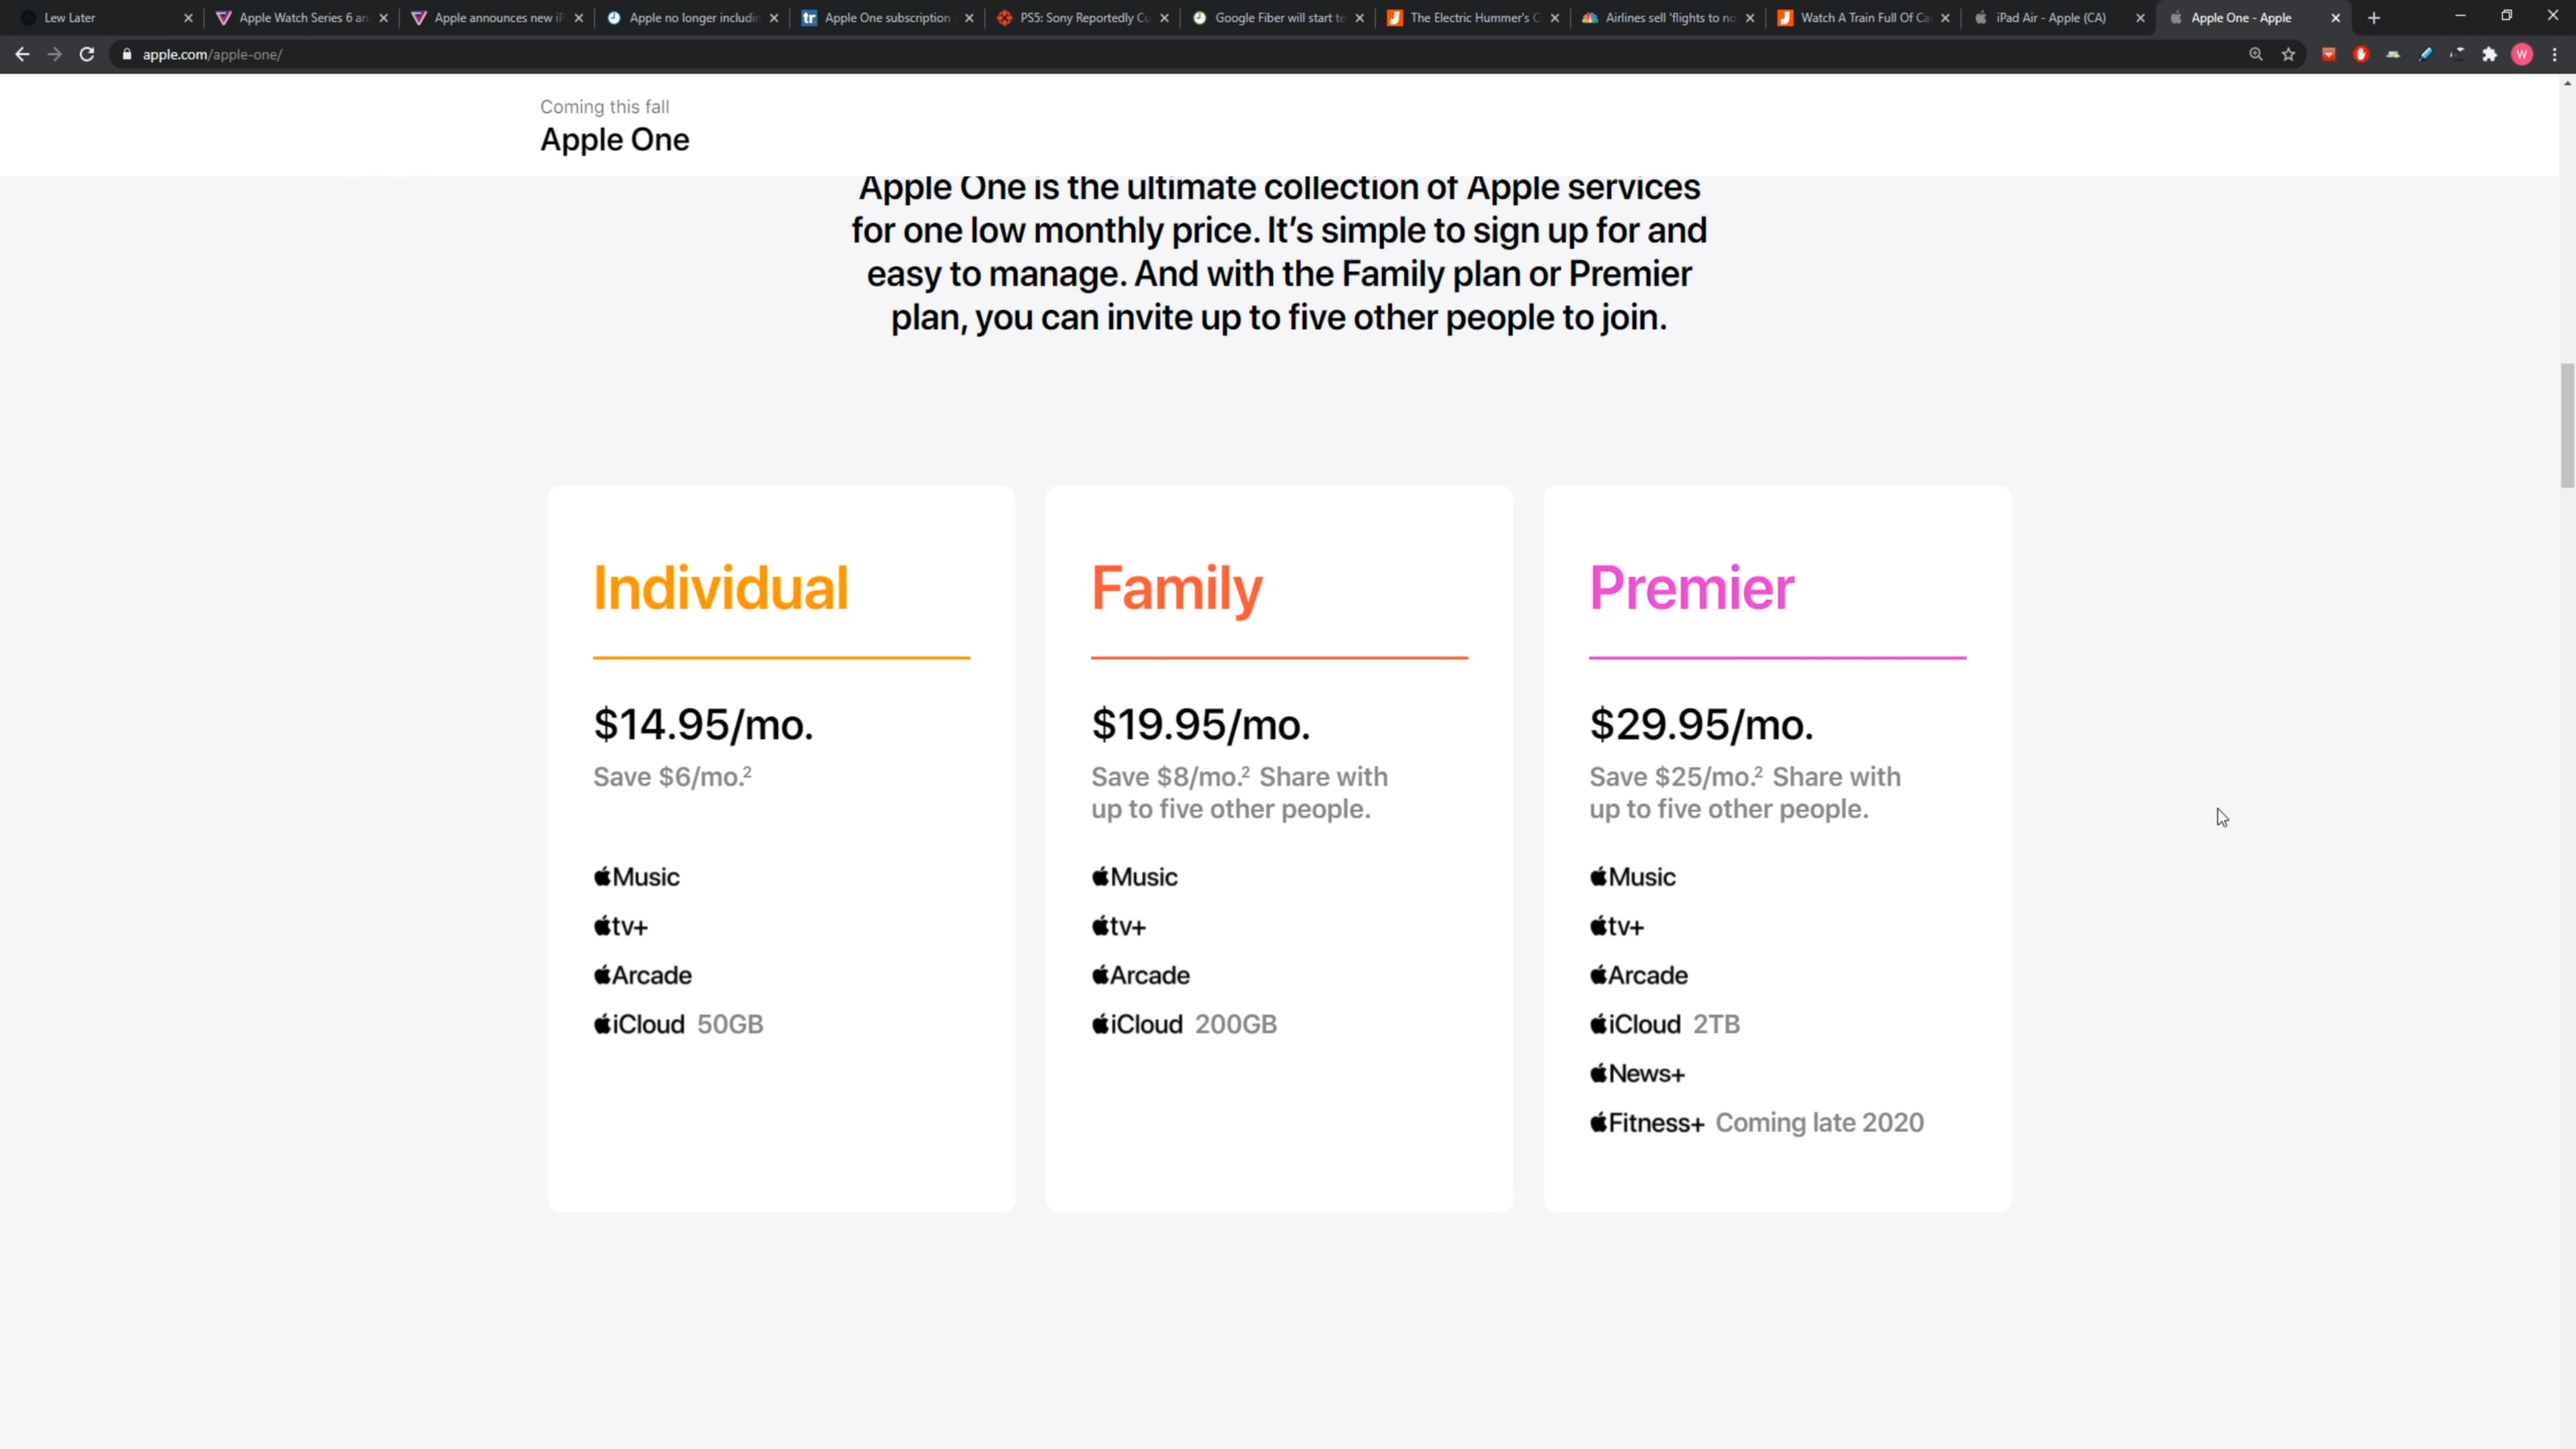 Lew Later
Apple Watch Series 6 an
Apple announces new iP
Apple no longer includin
Apple One subscription
PS5: Sony Reportedly Cu
Google Fiber will start te
The Electric Hummer's C
Airlines sell 'flights to no
Watch A Train Full Of Ca
iPad Air - Apple (CA)
Apple One - Apple
apple.com/apple-one/
W
Coming this fall
Apple One
Apple One is the ultimate collection of Apple services
for one low monthly price. It's simple to sign up for and
easy to manage. And with the Family plan or Premier
plan, you can invite up to five other people to join.
Individual
$14.95/mo.
Save $6/mo.²
Music
tv+
Arcade
iCloud 50GB
Family
$19.95/mo.
Save $8/mo.² Share with
up to five other people.
Music
tv+
Arcade
iCloud 200GB
Premier
$29.95/mo.
Save $25/mo.² Share with
up to five other people.
Music
tv+
Arcade
iCloud 2TB
News+
Fitness+ Coming late 2020